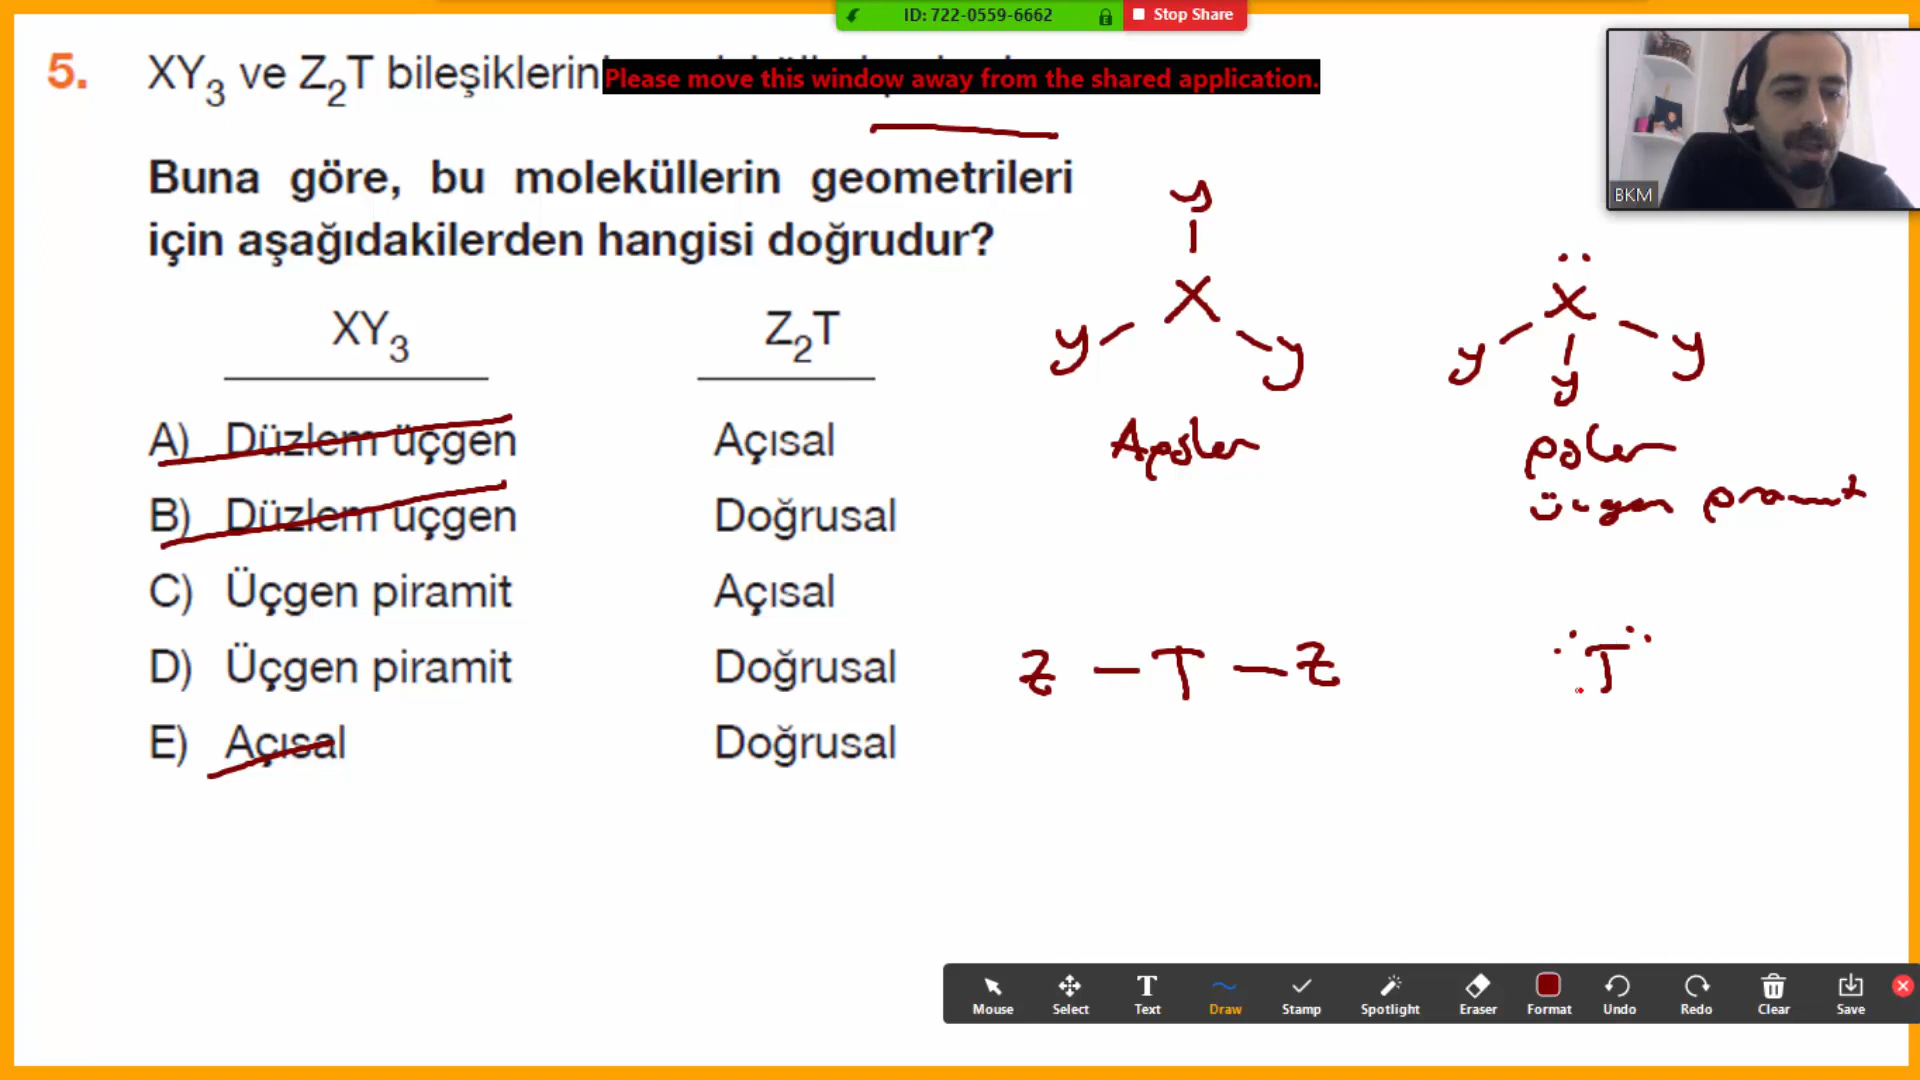 ID: 722-0559-6662
Stop Share
5. XY3 ve Z2T bileşiklerin
Please move this window away from the shared application.
BKM
Buna göre, bu moleküllerin geometrileri
için aşağıdakilerden hangisi doğrudur?
XY3 Z2T
A) Düzlem üçgen Açısal
B) Düzlem üçgen Doğrusal
C) Üçgen piramit Açısal
D) Üçgen piramit Doğrusal
E) Açısal Doğrusal
y
X
y y
Apolar
X
y y y
polar
üçgen pramit
Z – T – Z
T
Mouse Select Text Draw Stamp Spotlight Eraser Format Undo Redo Clear Save